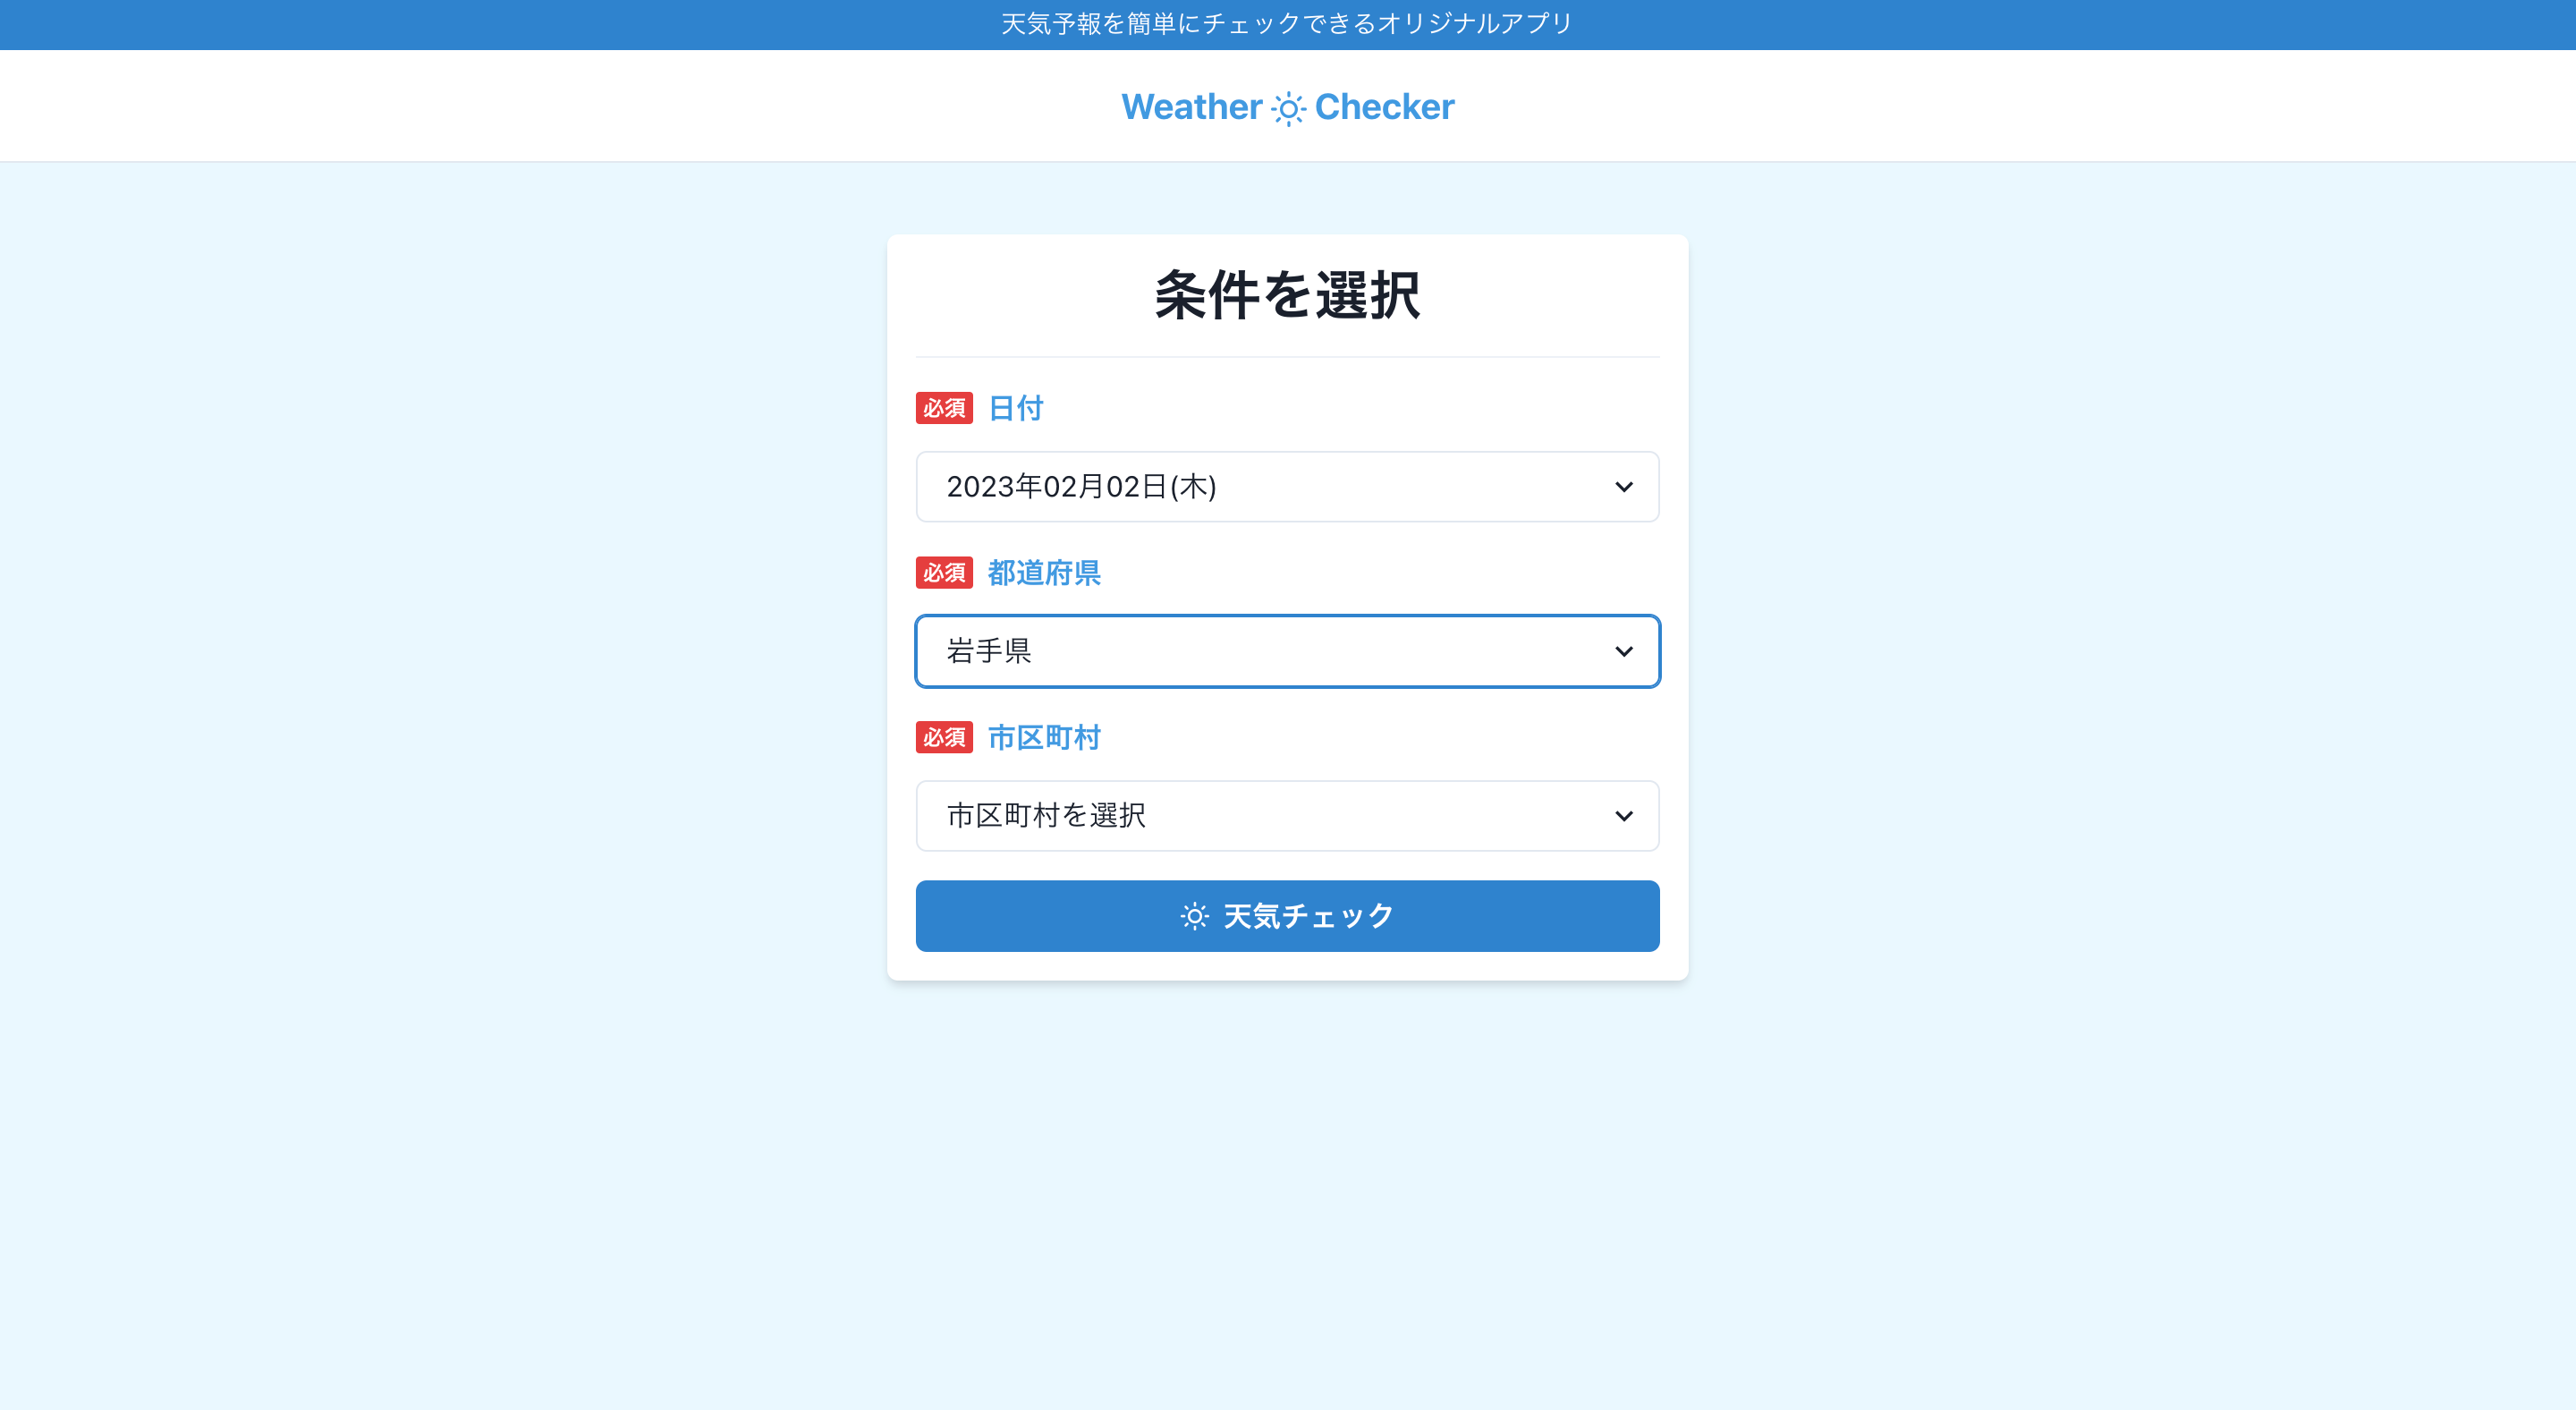 天気予報を簡単にチェックできるオリジナルアプリ
Weather Checker
条件を選択
必須 日付
2023年02月02日(木)
必須 都道府県
岩手県
必須 市区町村
市区町村を選択
天気チェック